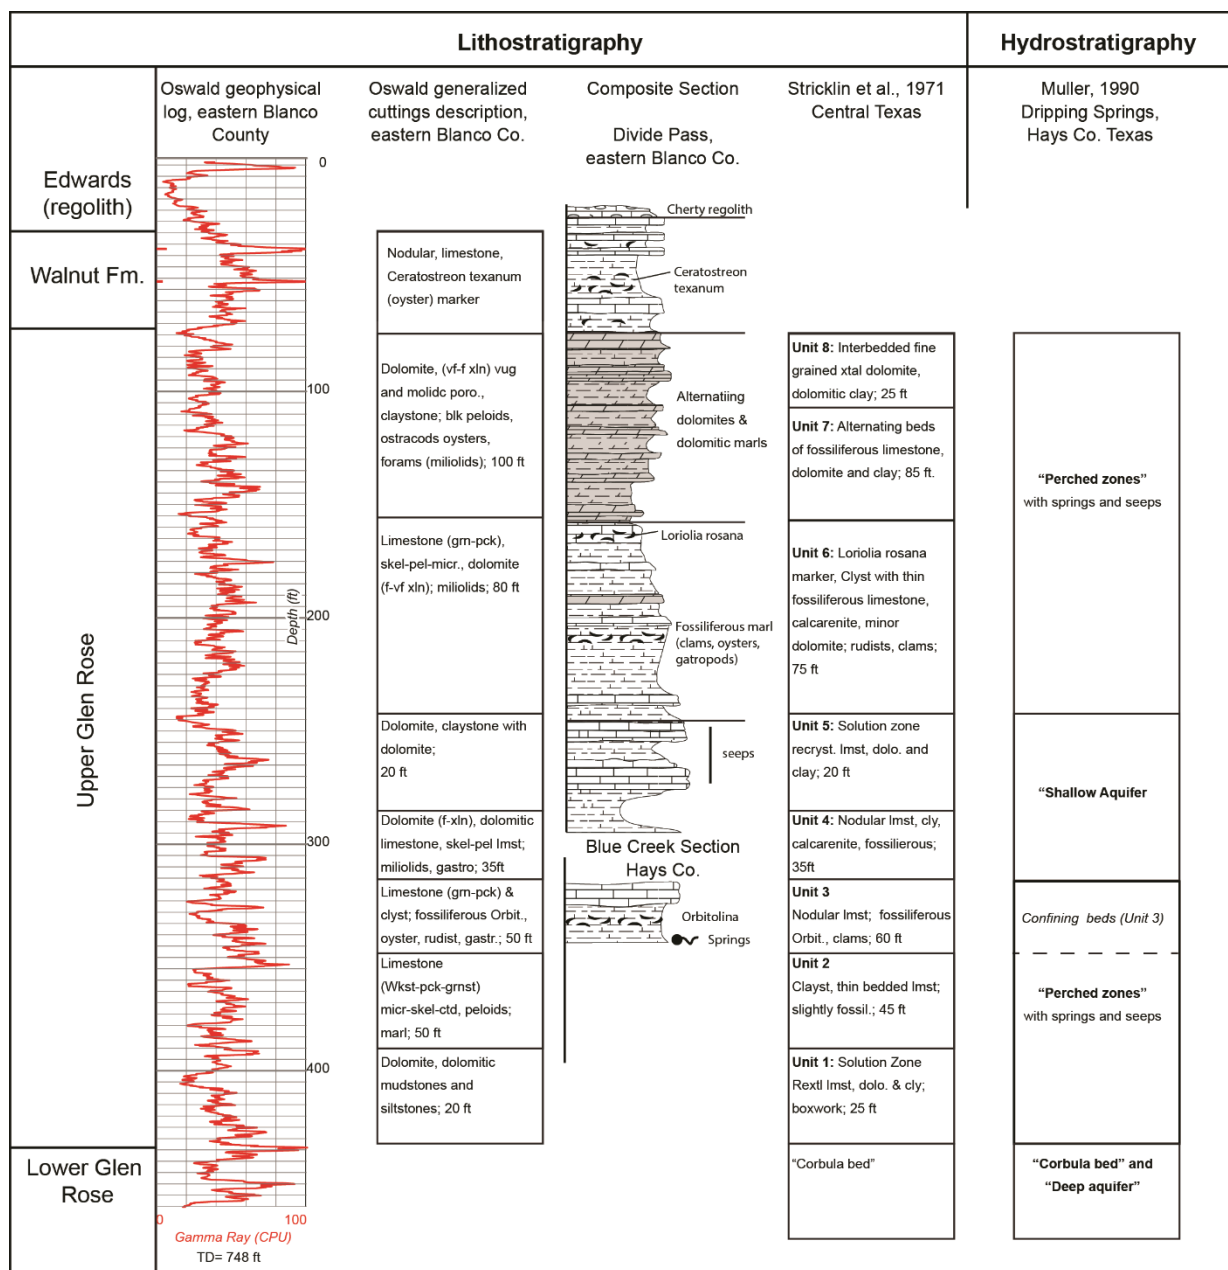 Lithostratigraphy
Hydrostratigraphy
Oswald geophysical
log, eastern Blanco
County
Oswald generalized
cuttings description,
eastern Blanco Co.
Composite Section
Divide Pass,
eastern Blanco Co.
Stricklin et al., 1971
Central Texas
Muller, 1990
Dripping Springs,
Hays Co. Texas
Edwards
(regolith)
Walnut Fm.
Upper Glen Rose
Lower Glen
Rose
0
100
200
Depth (ft)
300
400
0
100
Gamma Ray (CPU)
TD= 748 ft
Nodular, limestone,
Ceratostreon texanum
(oyster) marker
Dolomite, (vf-f xln) vug
and molidc poro.,
claystone; blk peloids,
ostracods oysters,
forams (miliolids); 100 ft
Limestone (grn-pck),
skel-pel-micr., dolomite
(f-vf xln); miliolids; 80 ft
Dolomite, claystone with
dolomite;
20 ft
Dolomite (f-xln), dolomitic
limestone, skel-pel lmst;
miliolids, gastro; 35ft
Limestone (grn-pck) &
clyst; fossiliferous Orbit.,
oyster, rudist, gastr.; 50 ft
Limestone
(Wkst-pck-grnst)
micr-skel-ctd, peloids;
marl; 50 ft
Dolomite, dolomitic
mudstones and
siltstones; 20 ft
Cherty regolith
Ceratostreon
texanum
Alternatiing
dolomites &
dolomitic marls
Loriolia rosana
Fossiliferous marl
(clams, oysters,
gatropods)
seeps
Blue Creek Section
Hays Co.
Orbitolina
Springs
Unit 8: Interbedded fine
grained xtal dolomite,
dolomitic clay; 25 ft
Unit 7: Alternating beds
of fossiliferous limestone,
dolomite and clay; 85 ft.
Unit 6: Loriolia rosana
marker, Clyst with thin
fossiliferous limestone,
calcarenite, minor
dolomite; rudists, clams;
75 ft
Unit 5: Solution zone
recryst. lmst, dolo. and
clay; 20 ft
Unit 4: Nodular lmst, cly,
calcarenite, fossilierous;
35ft
Unit 3
Nodular lmst; fossiliferous
Orbit., clams; 60 ft
Unit 2
Clayst, thin bedded lmst;
slightly fossil.; 45 ft
Unit 1: Solution Zone
Rextl lmst, dolo. & cly;
boxwork; 25 ft
“Corbula bed”
“Perched zones”
with springs and seeps
“Shallow Aquifer
Confining beds (Unit 3)
“Perched zones”
with springs and seeps
“Corbula bed” and
“Deep aquifer”